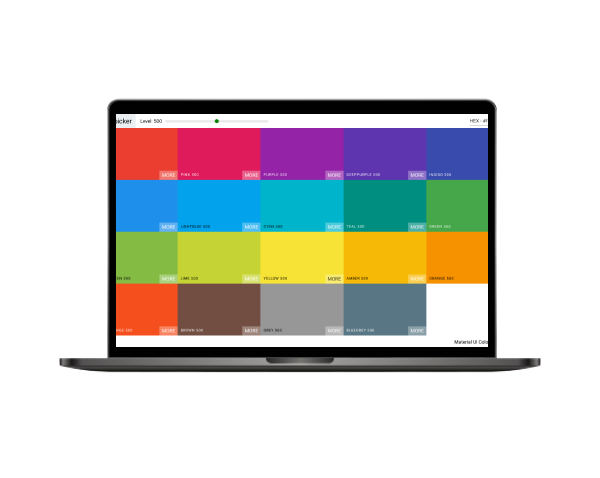 picker Level: 500 HEX - #F
MORE PINK 500 MORE PURPLE 500 MORE DEEPPURPLE 500 MORE INDIGO 500
MORE LIGHTBLUE 500 MORE CYAN 500 MORE TEAL 500 MORE GREEN 500
EN 500 MORE LIME 500 MORE YELLOW 500 MORE AMBER 500 MORE ORANGE 500
NGE 500 MORE BROWN 500 MORE GREY 500 MORE BLUEGREY 500 MORE
Material UI Colo